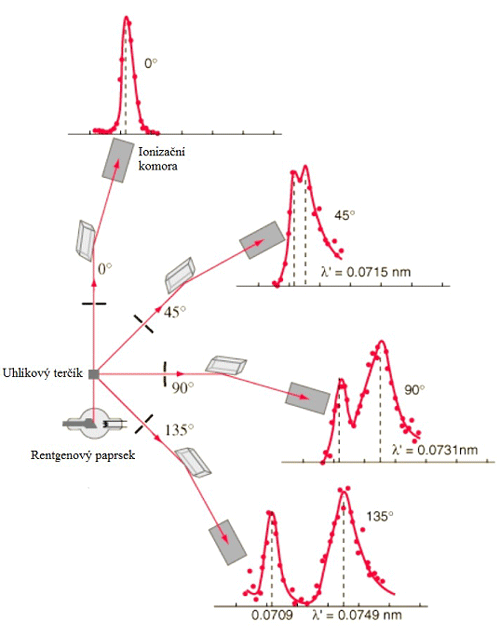 0°
Ionizační
komora
45°
λ' = 0.0715 nm
0°
45°
Uhlíkový terčík
90°
90°
λ' = 0.0731nm
135°
Rentgenový paprsek
135°
0.0709 λ' = 0.0749 nm